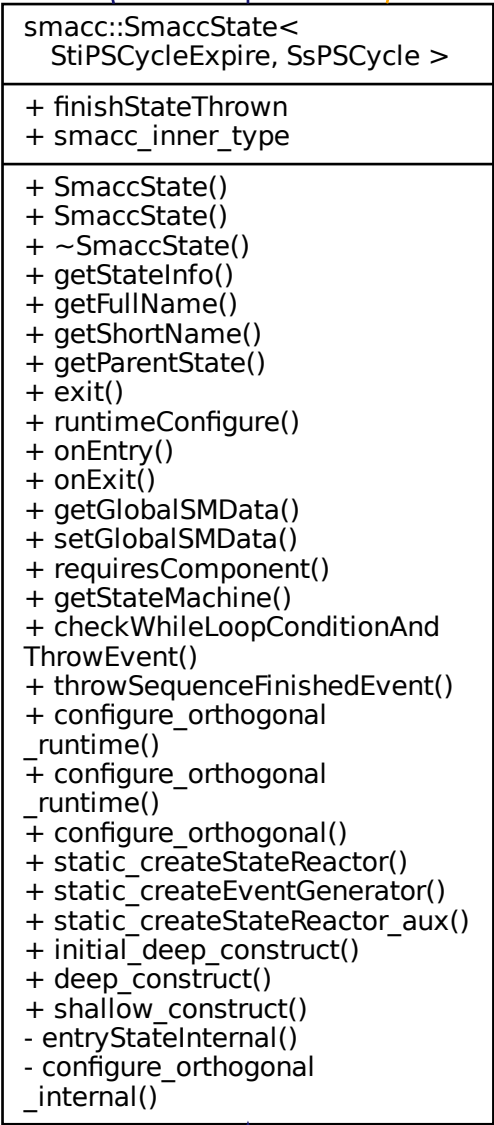 smacc::SmaccState<
StiPSCycleExpire, SsPSCycle >
+ finishStateThrown
+ smacc_inner_type
+ SmaccState()
+ SmaccState()
+ ~SmaccState()
+ getStateInfo()
+ getFullName()
+ getShortName()
+ getParentState()
+ exit()
+ runtimeConfigure()
+ onEntry()
+ onExit()
+ getGlobalSMData()
+ setGlobalSMData()
+ requiresComponent()
+ getStateMachine()
+ checkWhileLoopConditionAnd
ThrowEvent()
+ throwSequenceFinishedEvent()
+ configure_orthogonal
_runtime()
+ configure_orthogonal
_runtime()
+ configure_orthogonal()
+ static_createStateReactor()
+ static_createEventGenerator()
+ static_createStateReactor_aux()
+ initial_deep_construct()
+ deep_construct()
+ shallow_construct()
- entryStateInternal()
- configure_orthogonal
_internal()